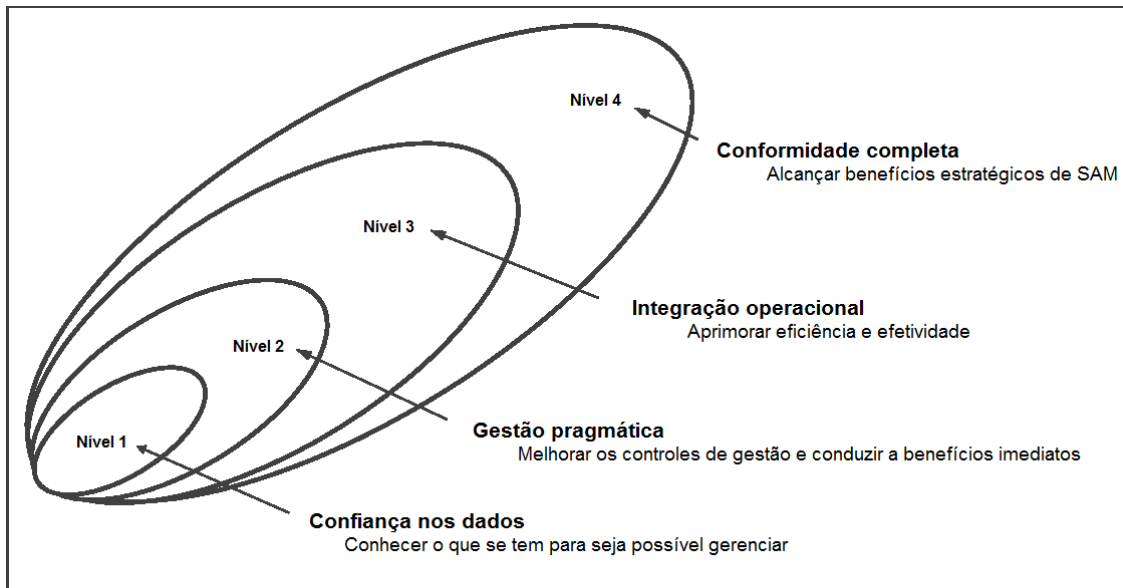 Nível 4
Conformidade completa
Alcançar benefícios estratégicos de SAM
Nível 3
Integração operacional
Aprimorar eficiência e efetividade
Nível 2
Gestão pragmática
Melhorar os controles de gestão e conduzir a benefícios imediatos
Nível 1
Confiança nos dados
Conhecer o que se tem para seja possível gerenciar